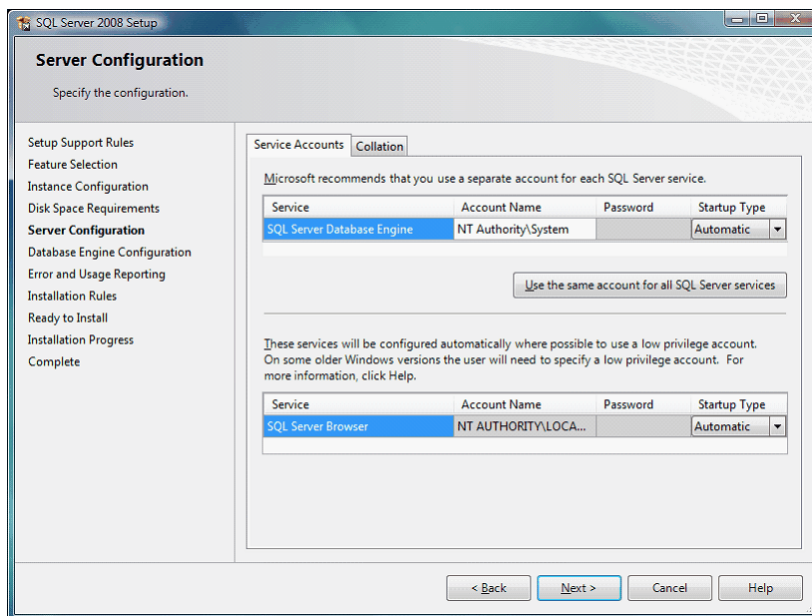 SQL Server 2008 Setup
Server Configuration
Specify the configuration.
Setup Support Rules
Feature Selection
Instance Configuration
Disk Space Requirements
Server Configuration
Database Engine Configuration
Error and Usage Reporting
Installation Rules
Ready to Install
Installation Progress
Complete
Service Accounts Collation
Microsoft recommends that you use a separate account for each SQL Server service.
Service Account Name Password Startup Type
SQL Server Database Engine NT Authority\System Automatic
Use the same account for all SQL Server services
These services will be configured automatically where possible to use a low privilege account.
On some older Windows versions the user will need to specify a low privilege account. For
more information, click Help.
Service Account Name Password Startup Type
SQL Server Browser NT AUTHORITY\LOCA... Automatic
< Back Next > Cancel Help